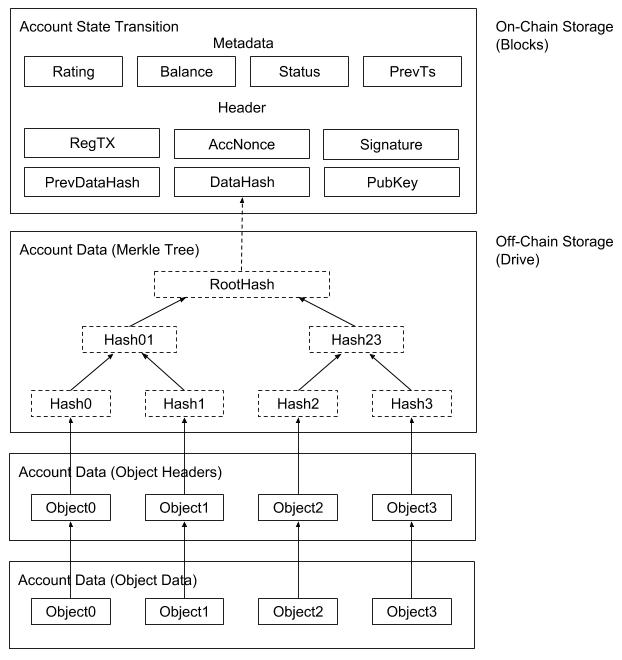 Account State Transition
On-Chain Storage
(Blocks)
Metadata
Rating
Balance
Status
PrevTs
Header
RegTX
AccNonce
Signature
PrevDataHash
DataHash
PubKey
Account Data (Merkle Tree)
Off-Chain Storage
(Drive)
RootHash
Hash01
Hash23
Hash0
Hash1
Hash2
Hash3
Account Data (Object Headers)
Object0
Object1
Object2
Object3
Account Data (Object Data)
Object0
Object1
Object2
Object3